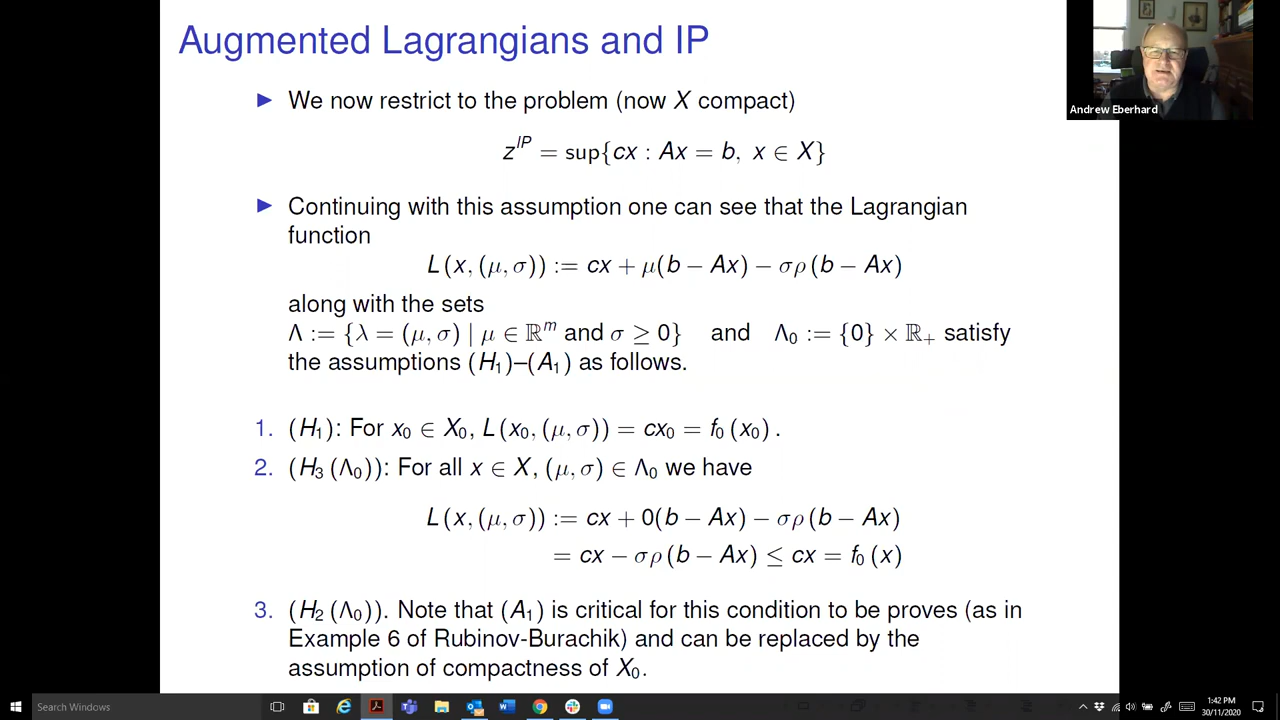 Augmented Lagrangians and IP
Andrew Eberhard
► We now restrict to the problem (now X compact)
z^IP = sup{cx : Ax = b, x ∈ X}
► Continuing with this assumption one can see that the Lagrangian
function
L(x, (μ, σ)) := cx + μ(b − Ax) − σρ(b − Ax)
along with the sets
Λ := {λ = (μ, σ) | μ ∈ ℝ^m and σ ≥ 0} and Λ₀ := {0} × ℝ₊ satisfy
the assumptions (H₁)–(A₁) as follows.
1. (H₁): For x₀ ∈ X₀, L(x₀, (μ, σ)) = cx₀ = f₀(x₀).
2. (H₃(Λ₀)): For all x ∈ X, (μ, σ) ∈ Λ₀ we have
L(x, (μ, σ)) := cx + 0(b − Ax) − σρ(b − Ax)
= cx − σρ(b − Ax) ≤ cx = f₀(x)
3. (H₂(Λ₀)). Note that (A₁) is critical for this condition to be proves (as in
Example 6 of Rubinov-Burachik) and can be replaced by the
assumption of compactness of X₀.
Search Windows
1:42 PM
30/11/2020